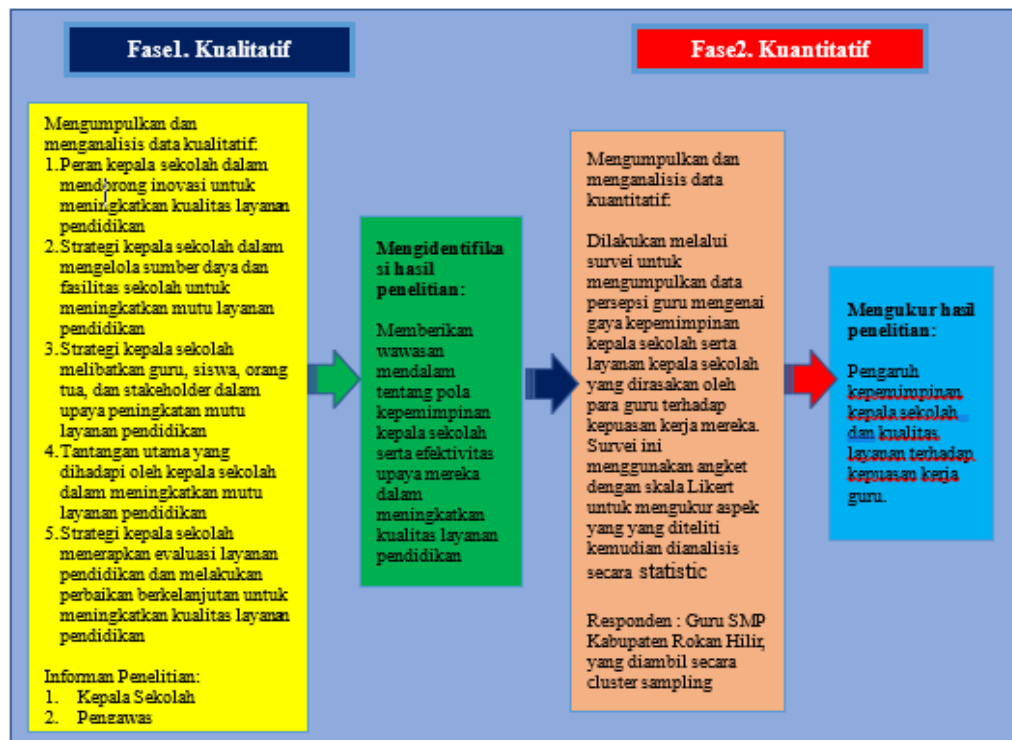 Fase1. Kualitatif
Fase2. Kuantitatif
Mengumpulkan dan
menganalisis data kualitatif:
1.Peran kepala sekolah dalam
mendorong inovasi untuk
meningkatkan kualitas layanan
pendidikan
2.Strategi kepala sekolah dalam
mengelola sumber daya dan
fasilitas sekolah untuk
meningkatkan mutu layanan
pendidikan
3.Strategi kepala sekolah
melibatkan guru, siswa, orang
tua, dan stakeholder dalam
upaya peningkatan mutu
layanan pendidikan
4.Tantangan utama yang
dihadapi oleh kepala sekolah
dalam meningkatkan mutu
layanan pendidikan
5.Strategi kepala sekolah
menerapkan evaluasi layanan
pendidikan dan melakukan
perbaikan berkelanjutan untuk
meningkatkan kualitas layanan
pendidikan
Informan Penelitian:
1. Kepala Sekolah
2. Pengawas
Mengidentifika
si hasil
penelitian:
Memberikan
wawasan
mendalam
tentang pola
kepemimpinan
kepala sekolah
serta efektivitas
upaya mereka
dalam
meningkatkan
kualitas layanan
pendidikan
Mengumpulkan dan
menganalisis data
kuantitatif:
Dilakukan melalui
survei untuk
mengumpulkan data
persepsi guru mengenai
gaya kepemimpinan
kepala sekolah serta
layanan kepala sekolah
yang dirasakan oleh
para guru terhadap
kepuasan kerja mereka.
Survei ini
menggunakan angket
dengan skala Likert
untuk mengukur aspek
yang yang diteliti
kemudian dianalisis
secara statistic
Responden : Guru SMP
Kabupaten Rokan Hilir,
yang diambil secara
cluster sampling
Mengukur hasil
penelitian:
Pengaruh
kepemimpinan
kepala sekolah
dan kualitas
layanan terhadap
kepuasan kerja
guru.